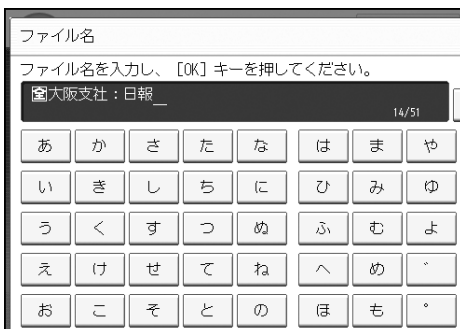 ファイル名
ファイル名を入力し、[OK]キーを押してください。
全大阪支社：日報_
14/51
あ か さ た な は ま や
い き し ち に ひ み ゆ
う く す つ ぬ ふ む よ
え け せ て ね へ め ゛
お こ そ と の ほ も ゜